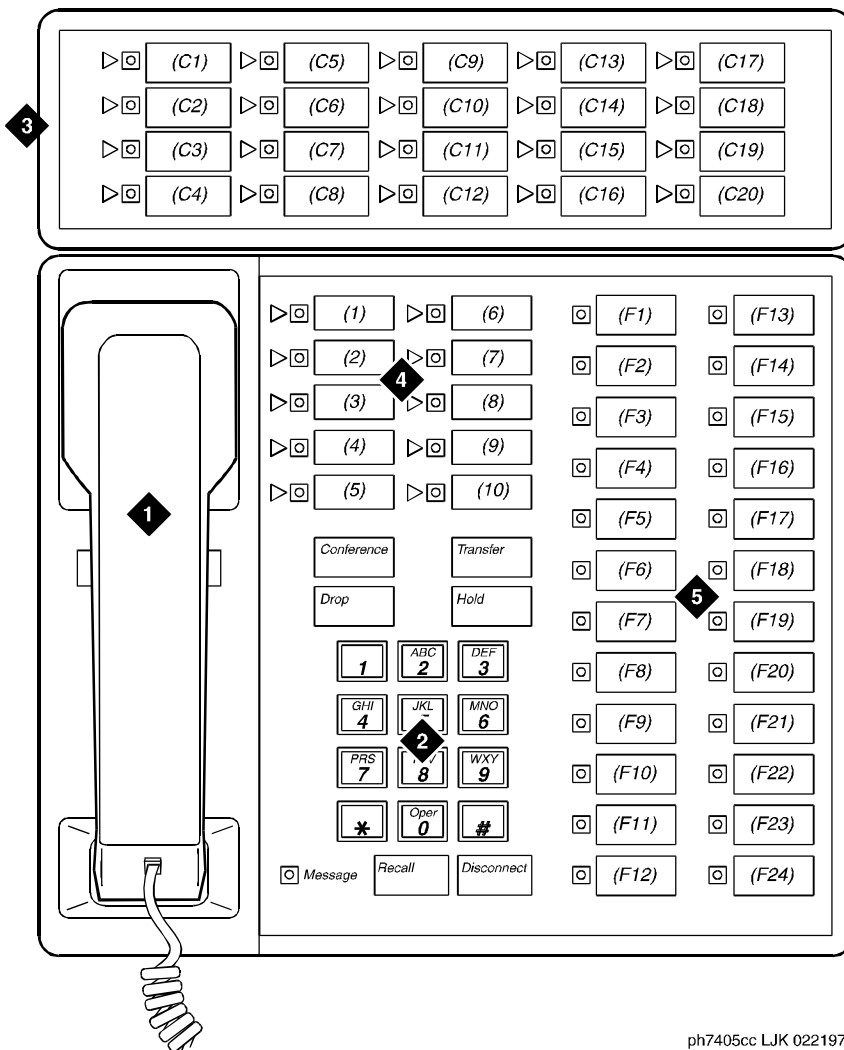 (C1) (C5) (C9) (C13) (C17)
(C2) (C6) (C10) (C14) (C18)
3
(C3) (C7) (C11) (C15) (C19)
(C4) (C8) (C12) (C16) (C20)
(1) (6) (F1) (F13)
(2) (7) (F2) (F14)
4
(3) (8) (F3) (F15)
(4) (9) (F4) (F16)
(5) (10) (F5) (F17)
1
Conference Transfer (F6) (F18)
5
Drop Hold (F7) (F19)
ABC DEF
1 2 3 (F8) (F20)
GHI JKL MNO
4 6 (F9) (F21)
2
PRS WXY
7 8 9 (F10) (F22)
Oper
* 0 # (F11) (F23)
Message Recall Disconnect (F12) (F24)
ph7405cc LJK 022197